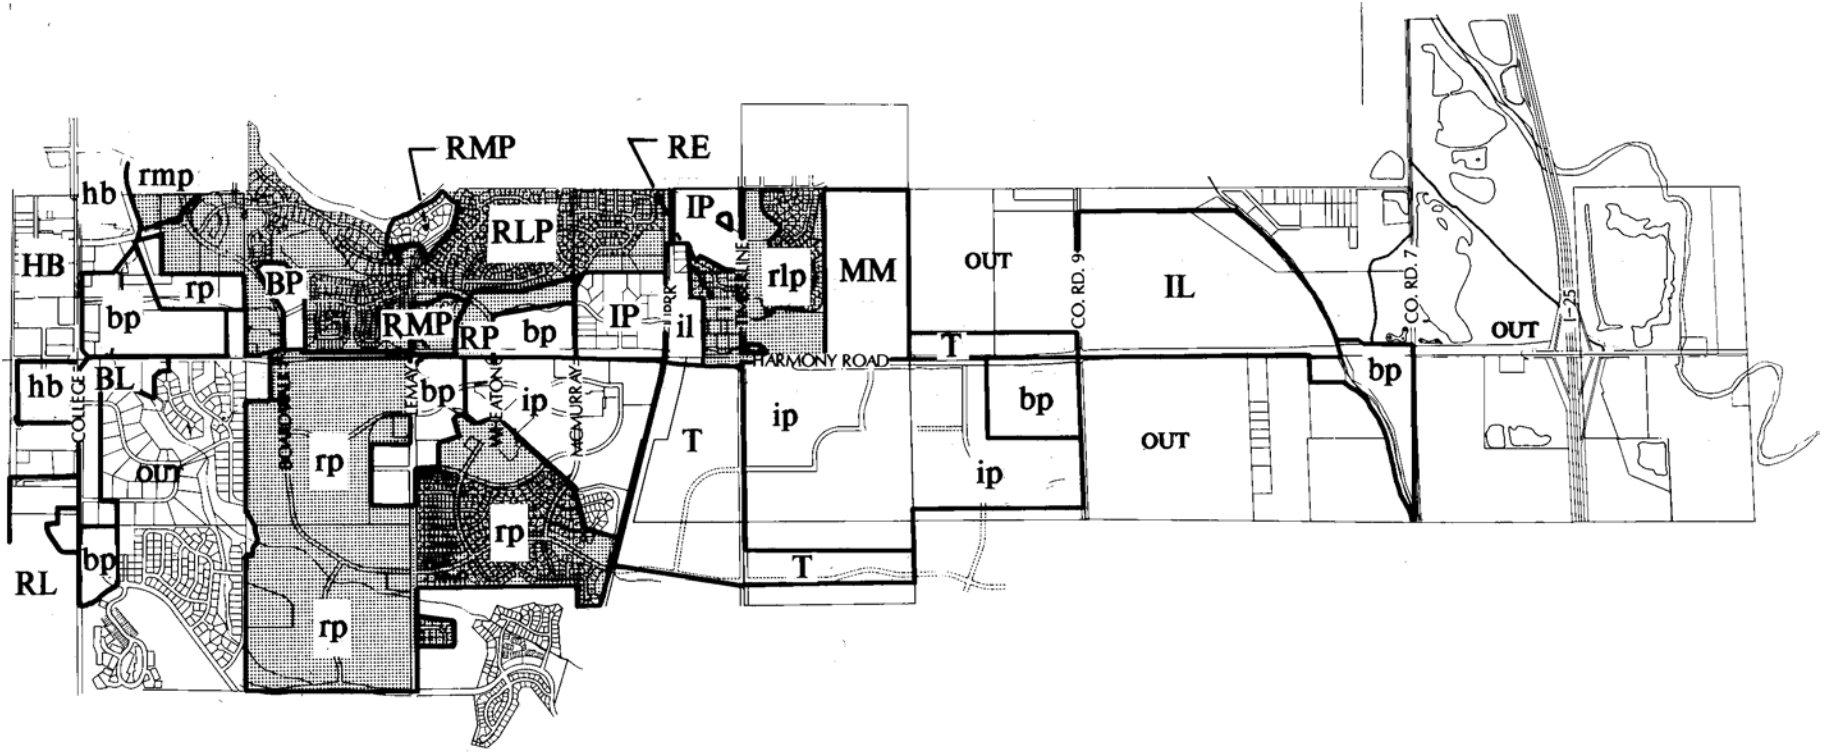 RMP
RE
rmp
hb
IP
RLP
HB
BP
rp
rlp
MM
OUT
IL
CO. RD. 9
CO. RD. 7
I-25
TIMBERLINE
bp
RMP
RP
bp
IP
il
OUT
T
HARMONY ROAD
hb
BL
COLLEGE
BOARDWALK
LEMAY
bp
WHEATON
ip
MCMURRAY
T
ip
bp
OUT
bp
OUT
rp
ip
RL
bp
rp
T
rp